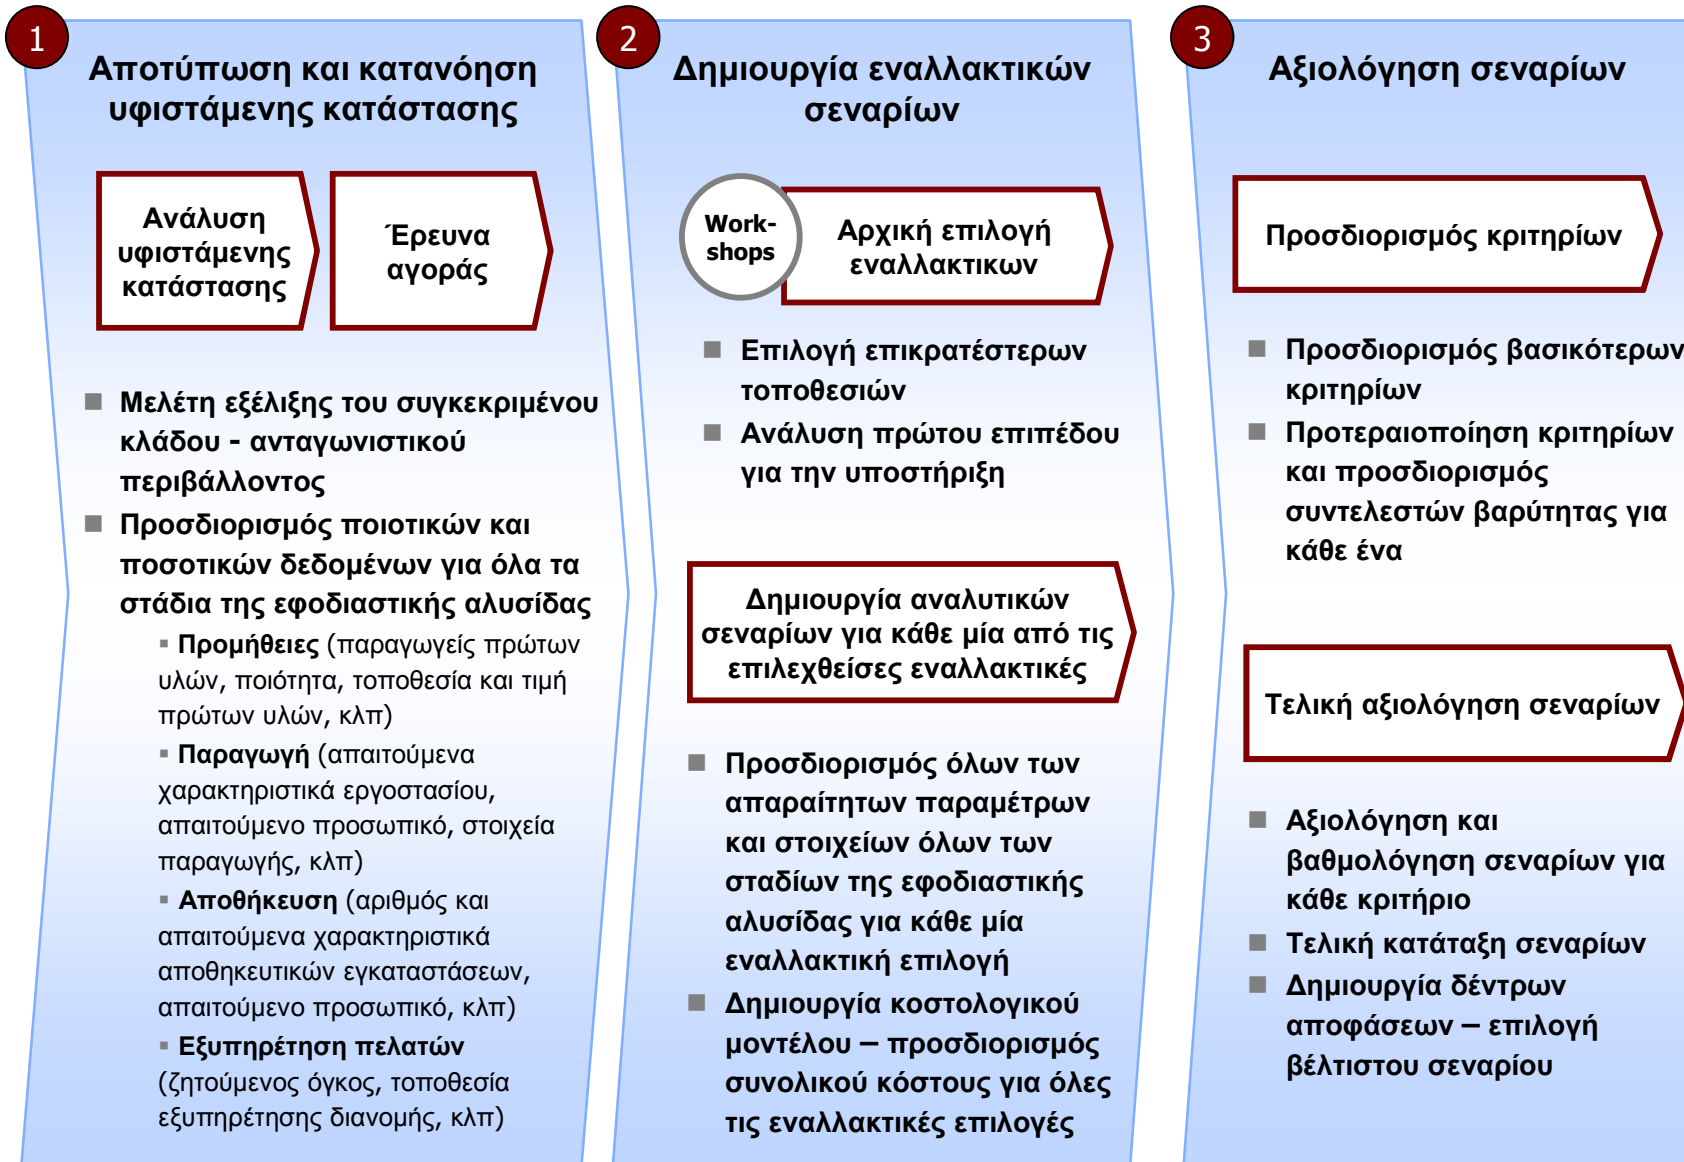 1
Αποτύπωση και κατανόηση
υφιστάμενης κατάστασης
Ανάλυση
υφιστάμενης
κατάστασης
Έρευνα
αγοράς
Μελέτη εξέλιξης του συγκεκριμένου
κλάδου - ανταγωνιστικού
περιβάλλοντος
Προσδιορισμός ποιοτικών και
ποσοτικών δεδομένων για όλα τα
στάδια της εφοδιαστικής αλυσίδας
Προμήθειες (παραγωγείς πρώτων
υλών, ποιότητα, τοποθεσία και τιμή
πρώτων υλών, κλπ)
Παραγωγή (απαιτούμενα
χαρακτηριστικά εργοστασίου,
απαιτούμενο προσωπικό, στοιχεία
παραγωγής, κλπ)
Αποθήκευση (αριθμός και
απαιτούμενα χαρακτηριστικά
αποθηκευτικών εγκαταστάσεων,
απαιτούμενο προσωπικό, κλπ)
Εξυπηρέτηση πελατών
(ζητούμενος όγκος, τοποθεσία
εξυπηρέτησης διανομής, κλπ)
2
Δημιουργία εναλλακτικών
σεναρίων
Work-
shops
Αρχική επιλογή
εναλλακτικων
Επιλογή επικρατέστερων
τοποθεσιών
Ανάλυση πρώτου επιπέδου
για την υποστήριξη
Δημιουργία αναλυτικών
σεναρίων για κάθε μία από τις
επιλεχθείσες εναλλακτικές
Προσδιορισμός όλων των
απαραίτητων παραμέτρων
και στοιχείων όλων των
σταδίων της εφοδιαστικής
αλυσίδας για κάθε μία
εναλλακτική επιλογή
Δημιουργία κοστολογικού
μοντέλου – προσδιορισμός
συνολικού κόστους για όλες
τις εναλλακτικές επιλογές
3
Αξιολόγηση σεναρίων
Προσδιορισμός κριτηρίων
Προσδιορισμός βασικότερων
κριτηρίων
Προτεραιοποίηση κριτηρίων
και προσδιορισμός
συντελεστών βαρύτητας για
κάθε ένα
Τελική αξιολόγηση σεναρίων
Αξιολόγηση και
βαθμολόγηση σεναρίων για
κάθε κριτήριο
Τελική κατάταξη σεναρίων
Δημιουργία δέντρων
αποφάσεων – επιλογή
βέλτιστου σεναρίου